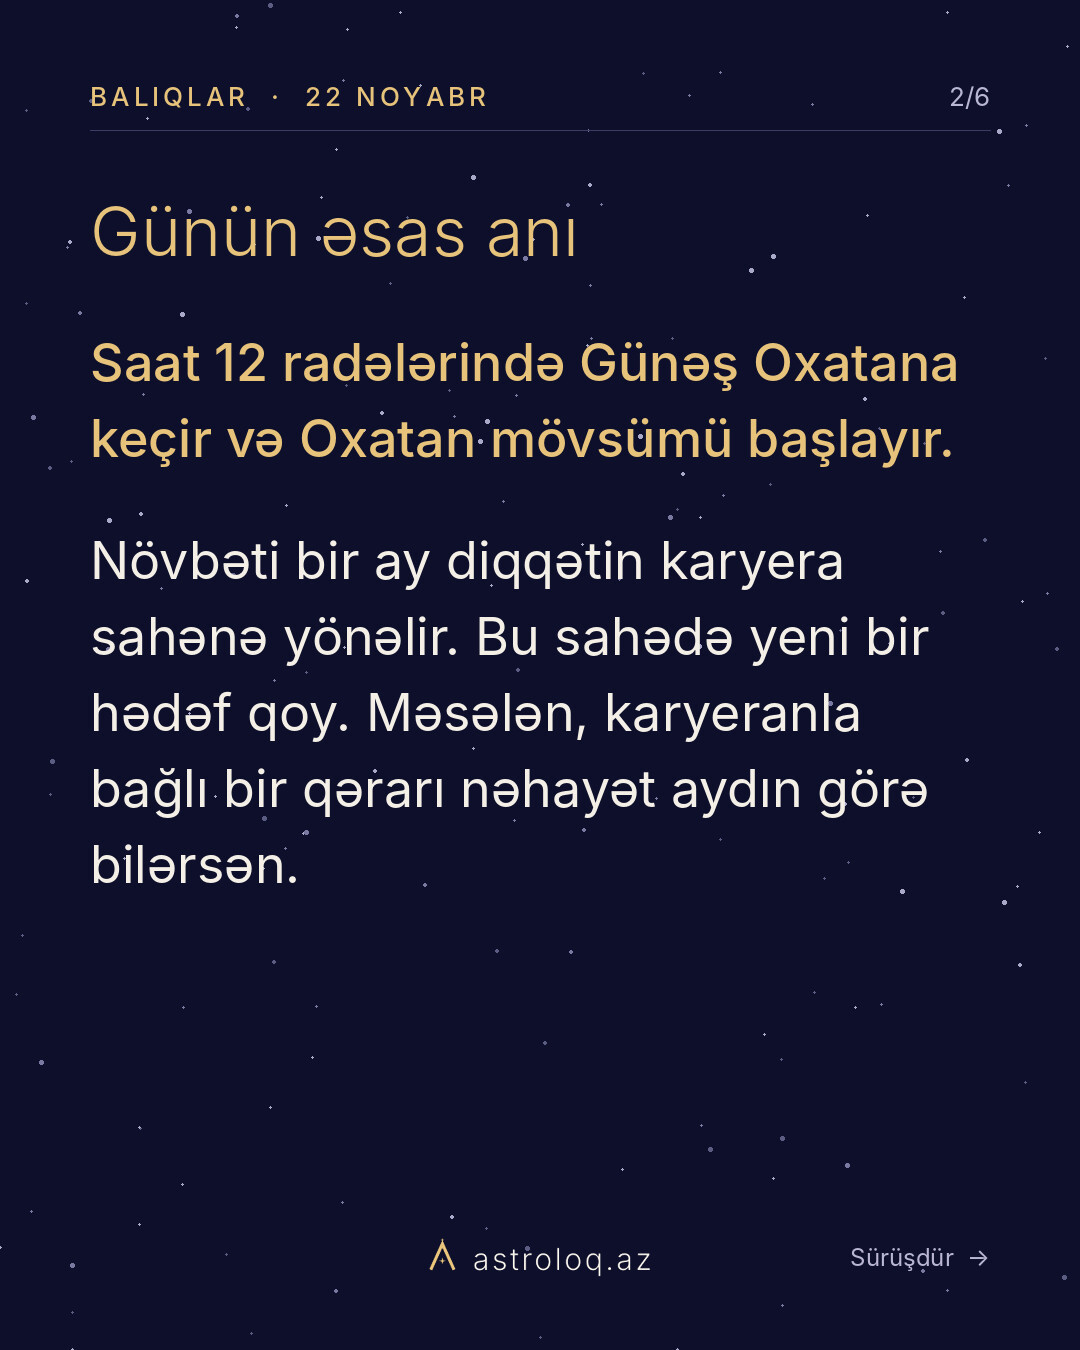 BALIQLAR · 22 NOYABR
2/6
Günün əsas anı
Saat 12 radələrində Günəş Oxatana
keçir və Oxatan mövsümü başlayır.
Növbəti bir ay diqqətin karyera
sahənə yönəlir. Bu sahədə yeni bir
hədəf qoy. Məsələn, karyeranla
bağlı bir qərarı nəhayət aydın görə
bilərsən.
astroloq.az
Sürüşdür →